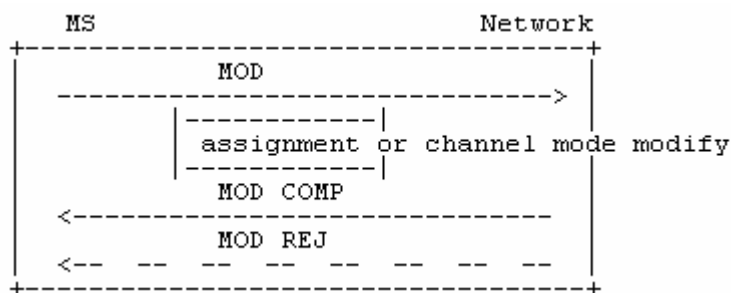 MS Network
MOD
assignment or channel mode modify
MOD COMP
MOD REJ